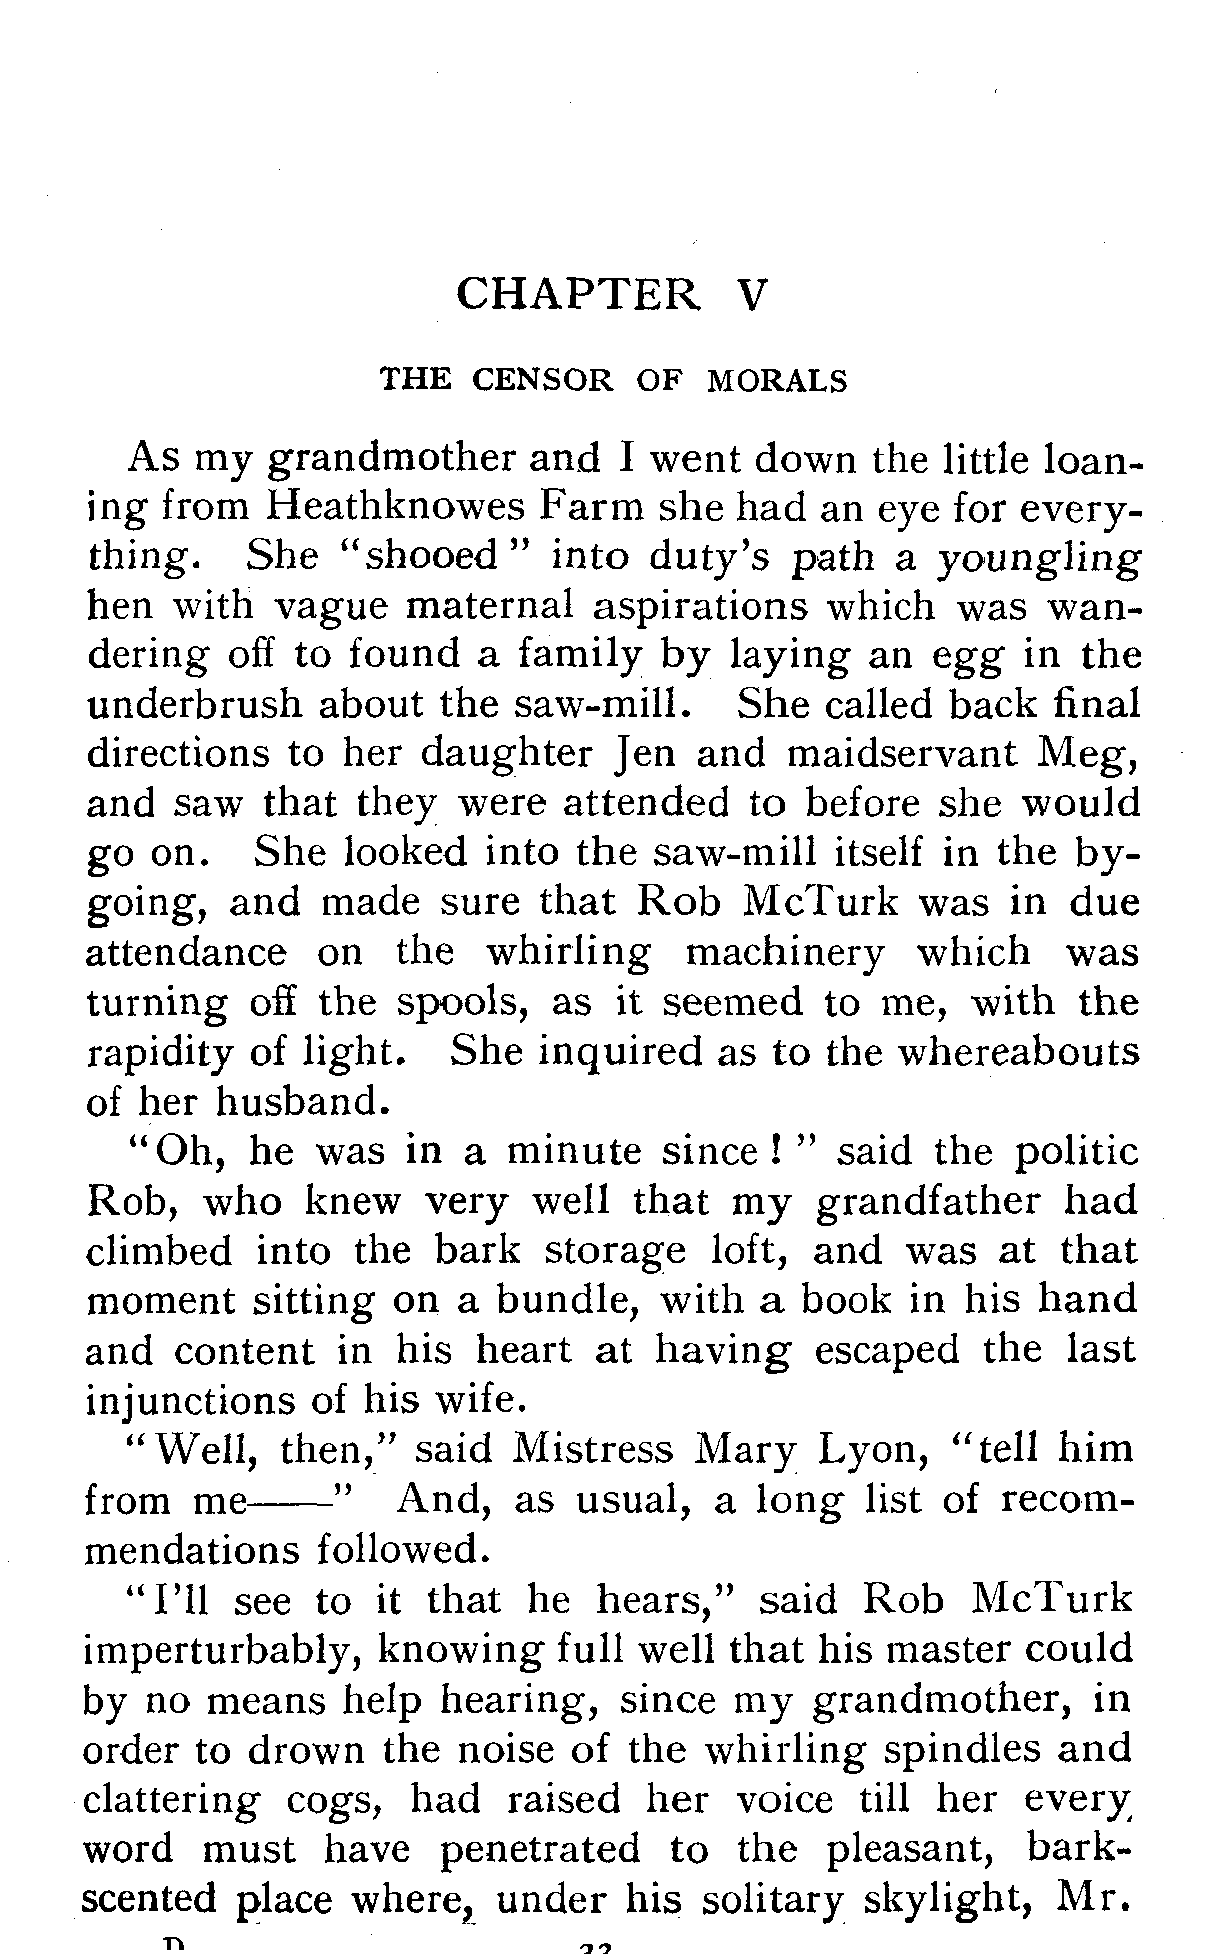 CHAPTER V
THE CENSOR OF MORALS
As my grandmother and I went down the little loan-
ing from Heathknowes Farm she had an eye for every-
thing. She "shooed" into duty's path a youngling
hen with vague maternal aspirations which was wan-
dering off to found a family by laying an egg in the
underbrush about the saw-mill. She called back final
directions to her daughter Jen and maidservant Meg,
and saw that they were attended to before she would
go on. She looked into the saw-mill itself in the by-
going, and made sure that Rob McTurk was in due
attendance on the whirling machinery which was
turning off the spools, as it seemed to me, with the
rapidity of light. She inquired as to the whereabouts
of her husband.
"Oh, he was in a minute since!" said the politic
Rob, who knew very well that my grandfather had
climbed into the bark storage loft, and was at that
moment sitting on a bundle, with a book in his hand
and content in his heart at having escaped the last
injunctions of his wife.
"Well, then," said Mistress Mary Lyon, "tell him
from me——" And, as usual, a long list of recom-
mendations followed.
"I'll see to it that he hears," said Rob McTurk
imperturbably, knowing full well that his master could
by no means help hearing, since my grandmother, in
order to drown the noise of the whirling spindles and
clattering cogs, had raised her voice till her every
word must have penetrated to the pleasant, bark-
scented place where, under his solitary skylight, Mr.